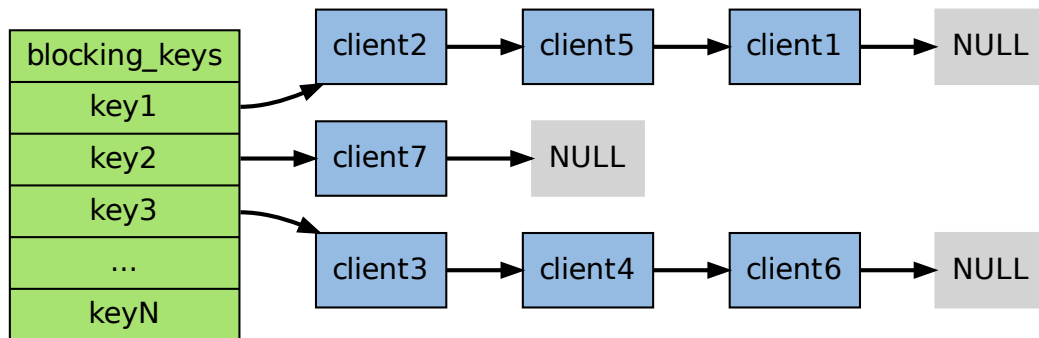 blocking_keys
key1
key2
key3
...
keyN
client2
client5
client1
NULL
client7
NULL
client3
client4
client6
NULL